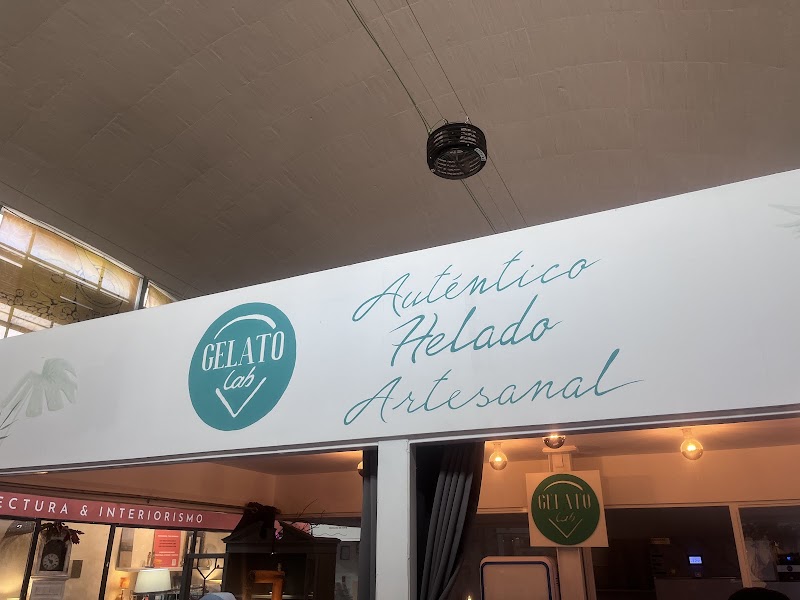 GELATO
Lab
Auténtico
Helado
Artesanal
ECTURA & INTERIORISMO
GELATO
Lab